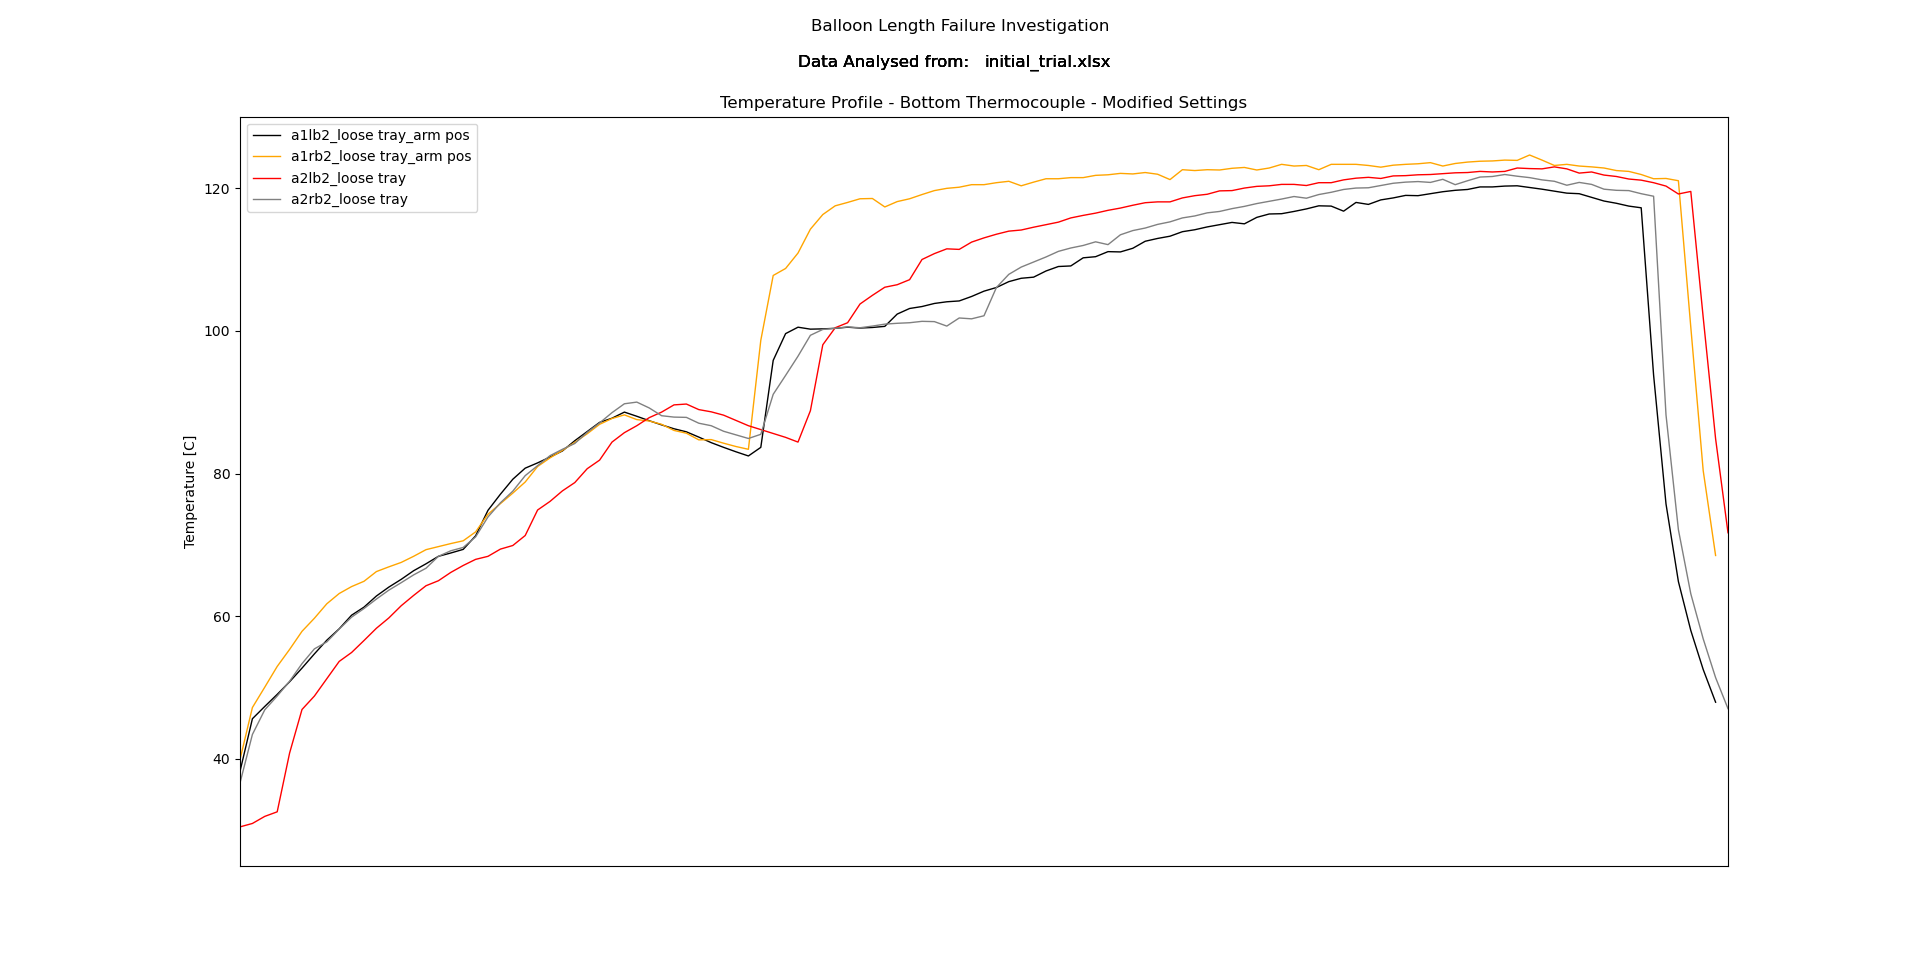 Balloon Length Failure Investigation
Data Analysed from:   initial_trial.xlsx
Temperature Profile - Bottom Thermocouple - Modified Settings
a1lb2_loose tray_arm pos
a1rb2_loose tray_arm pos
a2lb2_loose tray
a2rb2_loose tray
120
100
80
60
40
Temperature [C]